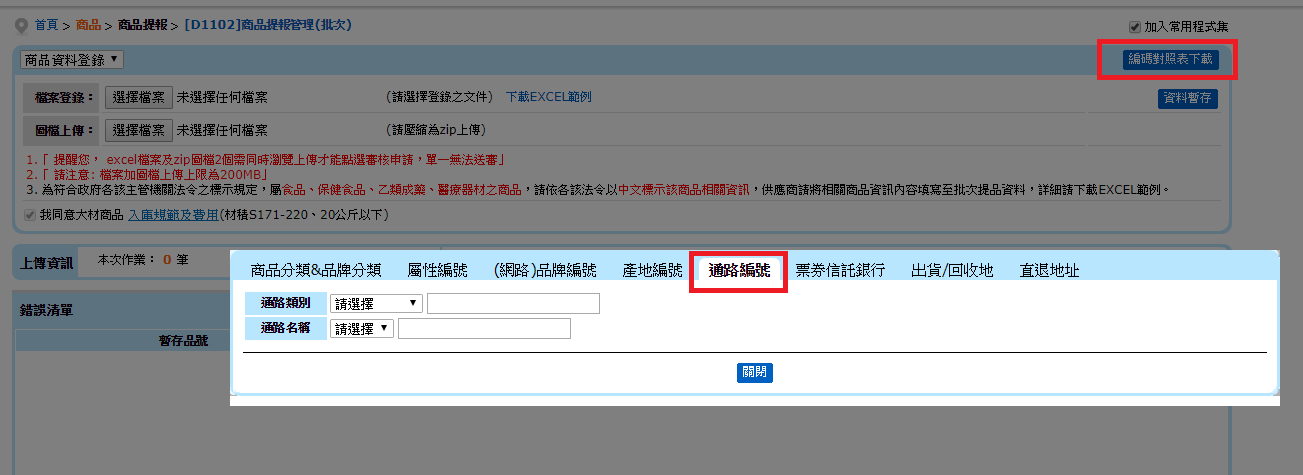 首頁 > 商品 > 商品提報 > [D1102]商品提報管理(批次)
加入常用程式集
商品資料登錄
編碼對照表下載
檔案登錄： 選擇檔案 未選擇任何檔案 (請選擇登錄之文件) 下載EXCEL範例
資料暫存
圖檔上傳： 選擇檔案 未選擇任何檔案 (請壓縮為zip上傳)
1.「 提醒您， excel檔案及zip圖檔2個需同時瀏覽上傳才能點選審核申請，單一無法送審」
2.「 請注意: 檔案加圖檔上傳上限為200MB」
3. 為符合政府各該主管機關法令之標示規定，屬食品、保健食品、乙類成藥、醫療器材之商品，請依各該法令以中文標示該商品相關資訊，供應商請將相關商品資訊內容填寫至批次提品資料，詳細請下載EXCEL範例。
我同意大材商品 入庫規範及費用(材積S171-220、20公斤以下)
上傳資訊 本次作業： 0 筆
商品分類&品牌分類 屬性編號 (網路)品牌編號 產地編號 通路編號 票券信託銀行 出貨/回收地 直退地址
錯誤清單
通路類別 請選擇
通路名稱 請選擇
暫存品號
關閉